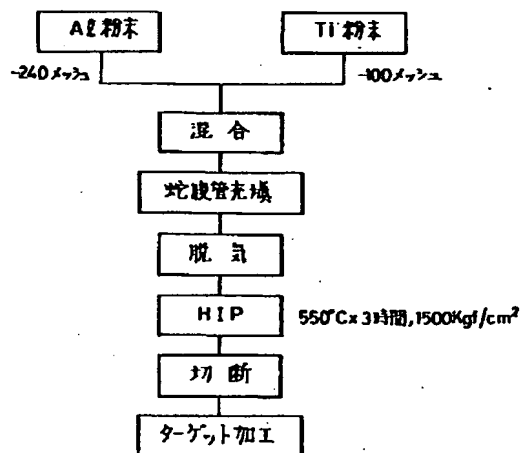 Aℓ粉末
Ti粉末
-240メッシュ
-100メッシュ
混合
蛇腹管充填
脱気
HIP
550°C×3時間,1500Kgf/cm²
切断
ターゲット加工